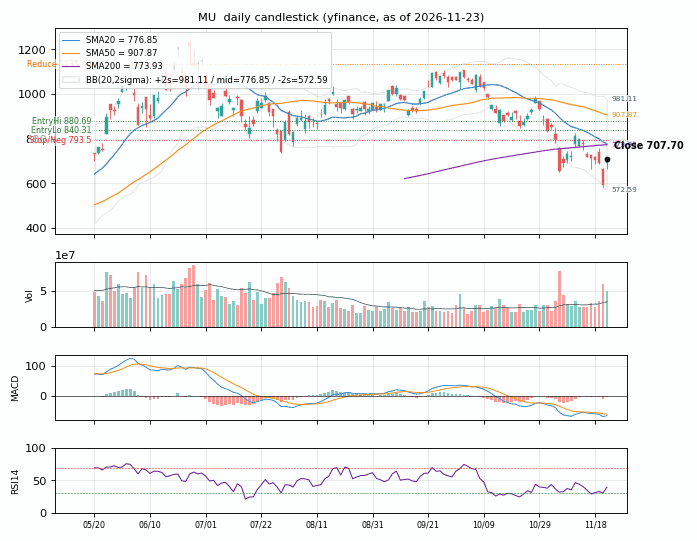 MU  daily candlestick (yfinance, as of 2026-11-23)
SMA20 = 776.85
SMA50 = 907.87
SMA200 = 773.93
BB(20,2sigma): +2s=981.11 / mid=776.85 / -2s=572.59
1200
1000
600
400
Reduce
EntryHi 880.69
EntryLo 840.31
Stop/Neg 793.5
981.11
907.87
Close 707.70
572.59
1e7
Vol
5
0
MACD
100
0
RSI14
100
50
0
05/20
06/10
07/01
07/22
08/11
08/31
09/21
10/09
10/29
11/18